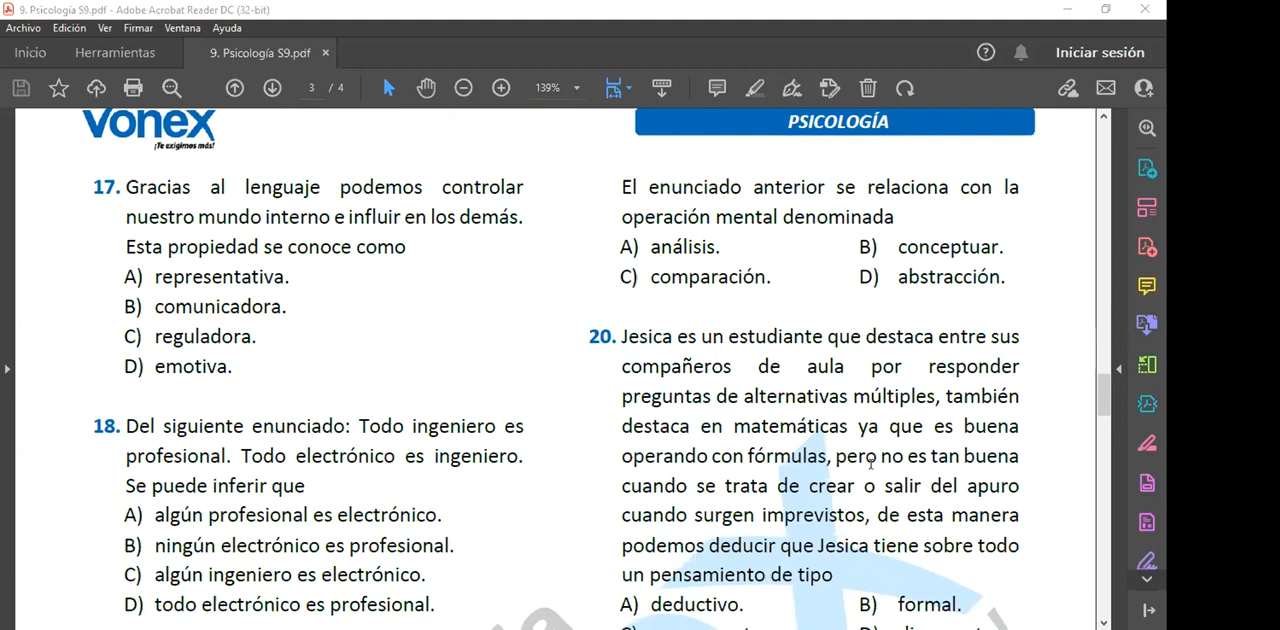 9. Psicología S9.pdf - Adobe Acrobat Reader DC (32-bit)
Archivo Edición Ver Firmar Ventana Ayuda
Inicio Herramientas 9. Psicología S9.pdf × Iniciar sesión
3 / 4 139%
vonex
¡Te exigimos más!
PSICOLOGÍA
17. Gracias al lenguaje podemos controlar
nuestro mundo interno e influir en los demás.
Esta propiedad se conoce como
A) representativa.
B) comunicadora.
C) reguladora.
D) emotiva.
18. Del siguiente enunciado: Todo ingeniero es
profesional. Todo electrónico es ingeniero.
Se puede inferir que
A) algún profesional es electrónico.
B) ningún electrónico es profesional.
C) algún ingeniero es electrónico.
D) todo electrónico es profesional.
El enunciado anterior se relaciona con la
operación mental denominada
A) análisis. B) conceptuar.
C) comparación. D) abstracción.
20. Jesica es un estudiante que destaca entre sus
compañeros de aula por responder
preguntas de alternativas múltiples, también
destaca en matemáticas ya que es buena
operando con fórmulas, pero no es tan buena
cuando se trata de crear o salir del apuro
cuando surgen imprevistos, de esta manera
podemos deducir que Jesica tiene sobre todo
un pensamiento de tipo
A) deductivo. B) formal.